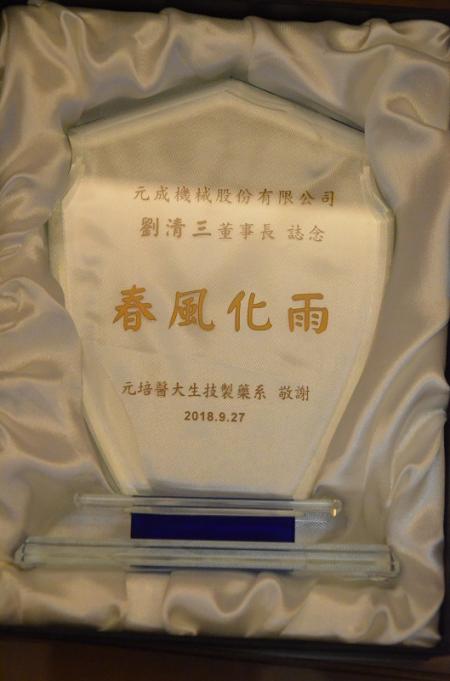 元成機械股份有限公司
劉清三董事長 誌念
春風化雨
元培醫大生技製藥系 敬謝
2018.9.27